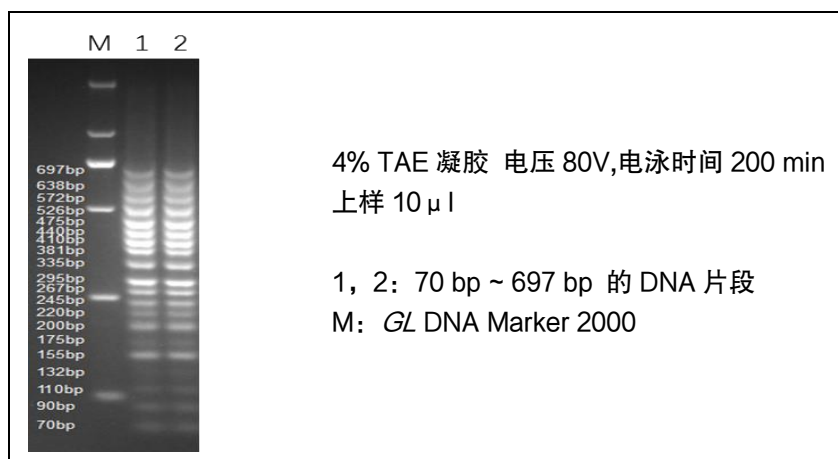 M 1 2
697bp
638bp
572bp
526bp
475bp
440bp
410bp
381bp
335bp
295bp
267bp
245bp
220bp
200bp
175bp
155bp
132bp
110bp
90bp
70bp
4% TAE 凝胶 电压 80V,电泳时间 200 min
上样 10 μl
1，2：70 bp ~ 697 bp 的 DNA 片段
M：GL DNA Marker 2000